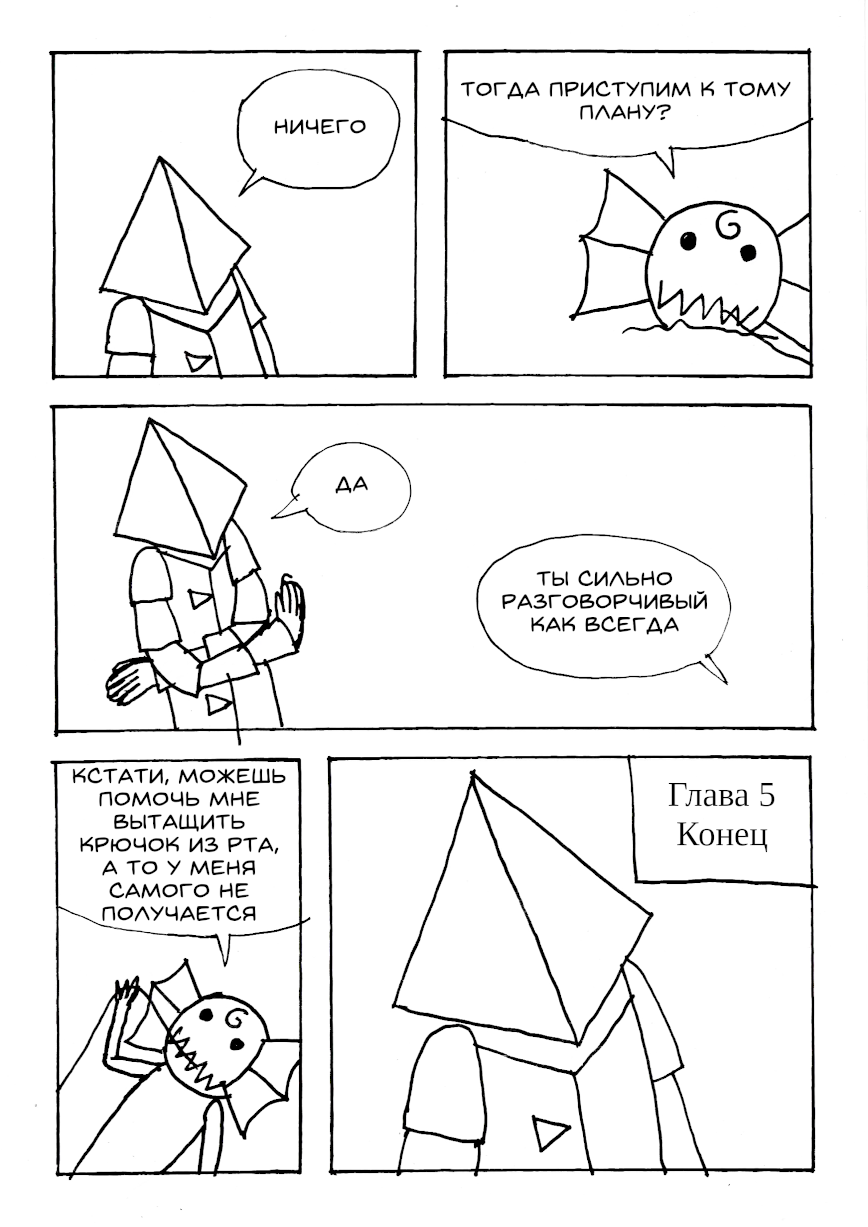 НИЧЕГО
ТОГДА ПРИСТУПИМ К ТОМУ
ПЛАНУ?
ДА
ТЫ СИЛЬНО
РАЗГОВОРЧИВЫЙ
КАК ВСЕГДА
КСТАТИ, МОЖЕШЬ
ПОМОЧЬ МНЕ
ВЫТАЩИТЬ
КРЮЧОК ИЗ РТА,
А ТО У МЕНЯ
САМОГО НЕ
ПОЛУЧАЕТСЯ
Глава 5
Конец